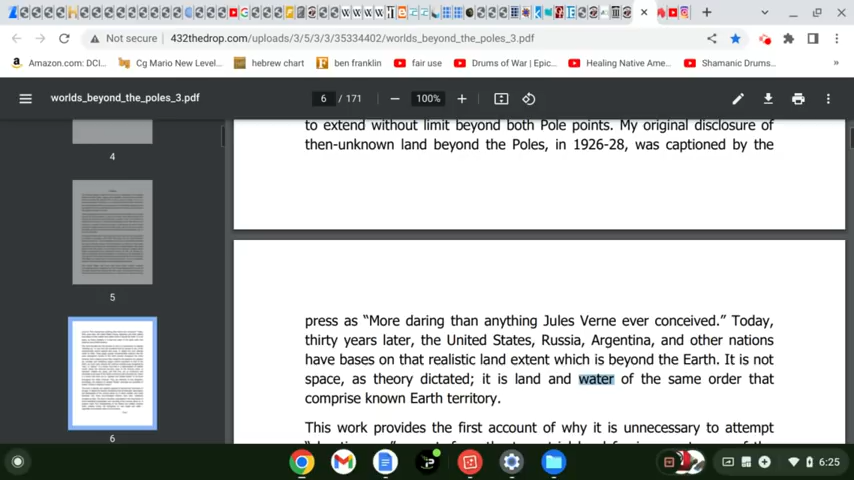 Not secure
432thedrop.com/uploads/3/5/3/3/35334402/worlds_beyond_the_poles_3.pdf
Amazon.com: DCI...
Cg Mario New Level...
hebrew chart
ben franklin
fair use
Drums of War | Epic...
Healing Native Ame...
Shamanic Drums...
»
worlds_beyond_the_poles_3.pdf
6 / 171
100%
4
5
6
to extend without limit beyond both Pole points. My original disclosure of
then-unknown land beyond the Poles, in 1926-28, was captioned by the
press as “More daring than anything Jules Verne ever conceived.” Today,
thirty years later, the United States, Russia, Argentina, and other nations
have bases on that realistic land extent which is beyond the Earth. It is not
space, as theory dictated; it is land and water of the same order that
comprise known Earth territory.
This work provides the first account of why it is unnecessary to attempt
6:25